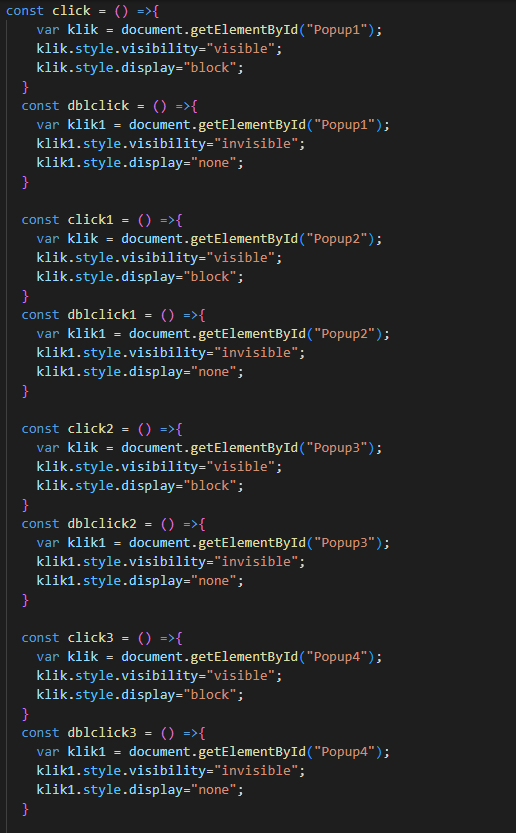 const click = () =>{
    var klik = document.getElementById("Popup1");
    klik.style.visibility="visible";
    klik.style.display="block";
  }
  const dblclick = () =>{
    var klik1 = document.getElementById("Popup1");
    klik1.style.visibility="invisible";
    klik1.style.display="none";
  }

  const click1 = () =>{
    var klik = document.getElementById("Popup2");
    klik.style.visibility="visible";
    klik.style.display="block";
  }
  const dblclick1 = () =>{
    var klik1 = document.getElementById("Popup2");
    klik1.style.visibility="invisible";
    klik1.style.display="none";
  }

  const click2 = () =>{
    var klik = document.getElementById("Popup3");
    klik.style.visibility="visible";
    klik.style.display="block";
  }
  const dblclick2 = () =>{
    var klik1 = document.getElementById("Popup3");
    klik1.style.visibility="invisible";
    klik1.style.display="none";
  }

  const click3 = () =>{
    var klik = document.getElementById("Popup4");
    klik.style.visibility="visible";
    klik.style.display="block";
  }
  const dblclick3 = () =>{
    var klik1 = document.getElementById("Popup4");
    klik1.style.visibility="invisible";
    klik1.style.display="none";
  }